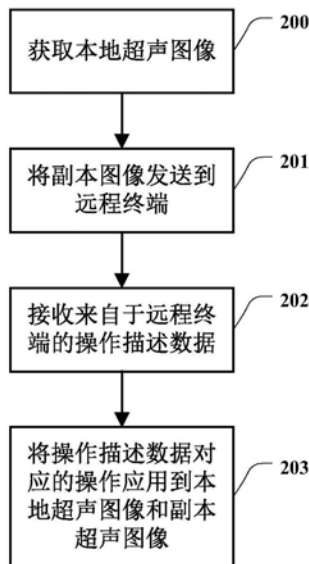 获取本地超声图像
200
将副本图像发送到
远程终端
201
接收来自于远程终
端的操作描述数据
202
将操作描述数据对
应的操作应用到本
地超声图像和副本
超声图像
203